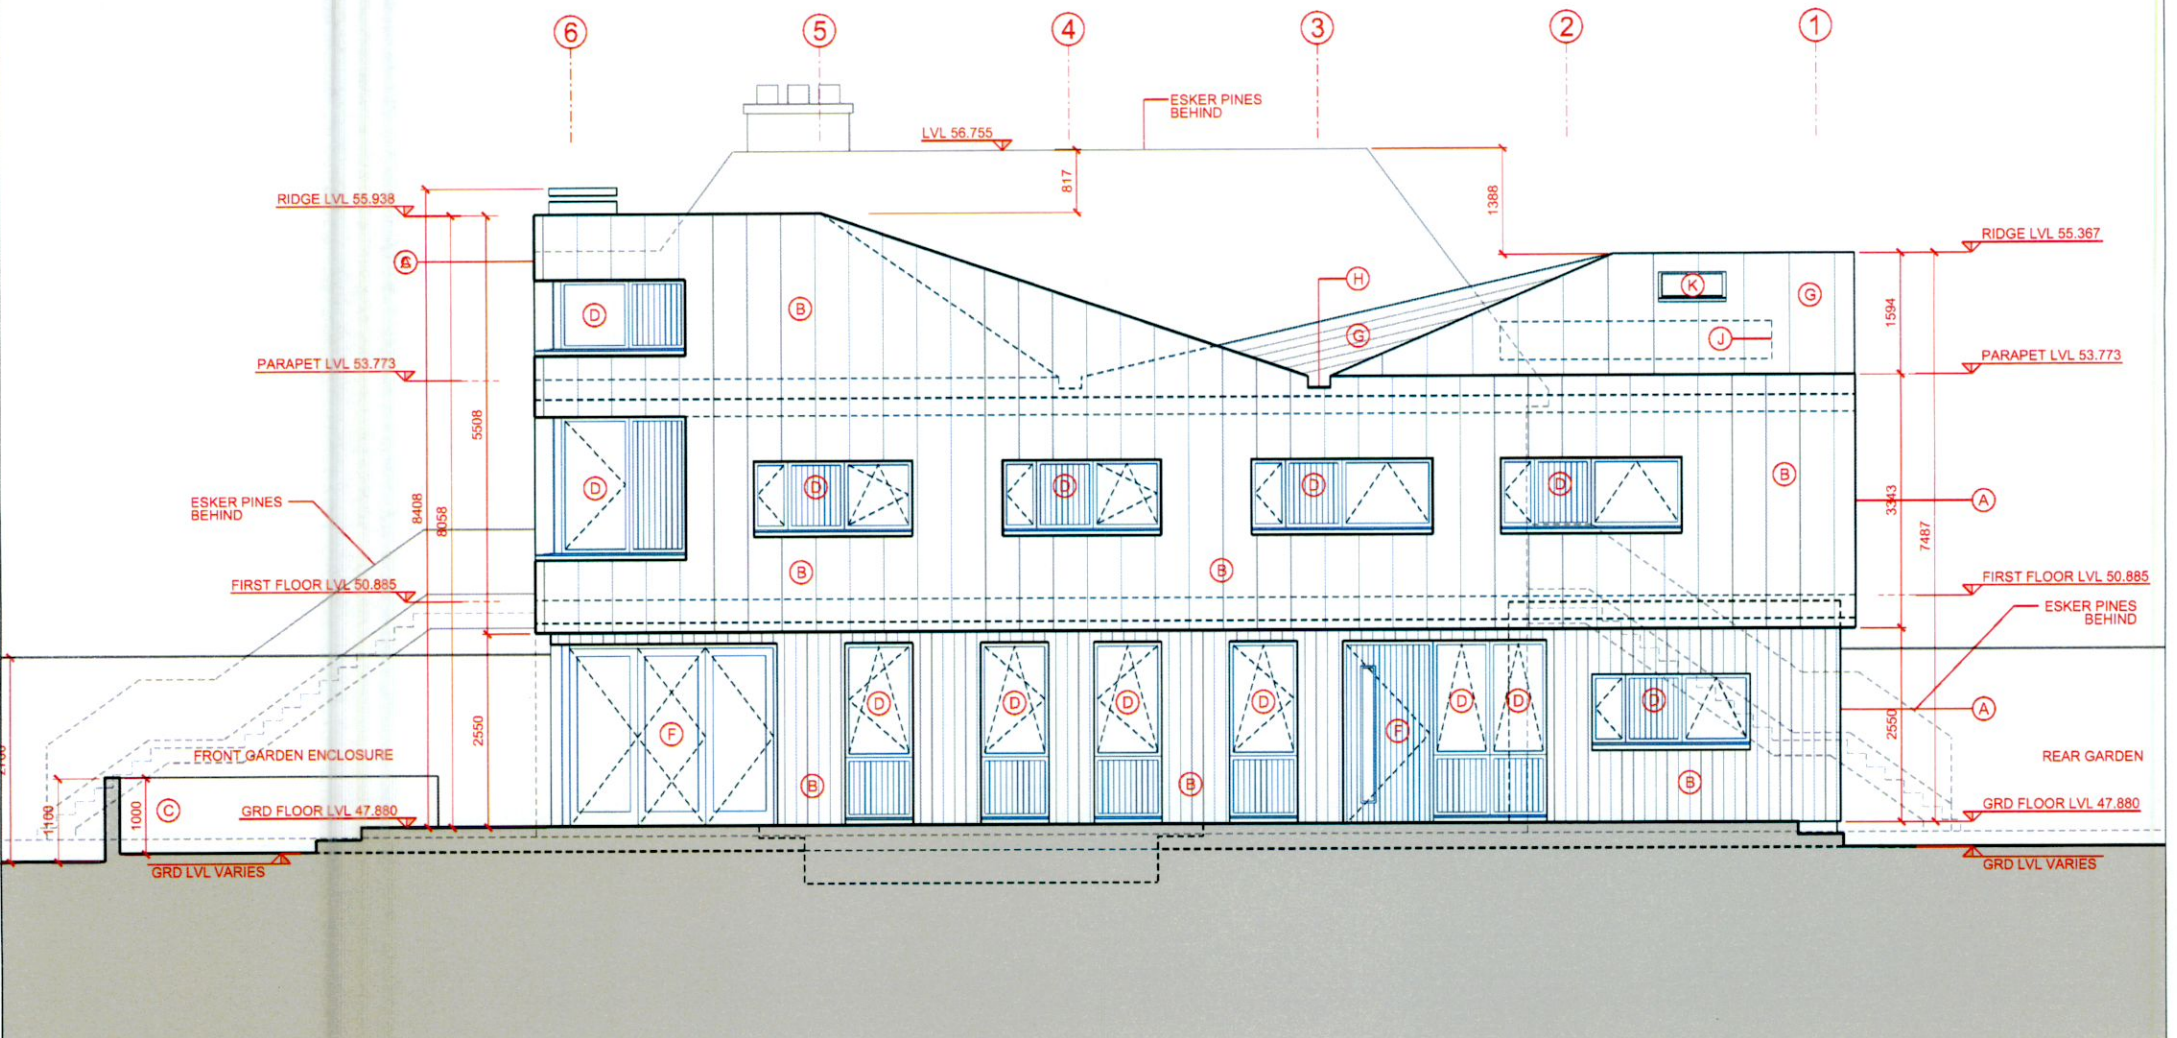 6 5 4 3 2 1
ESKER PINES
BEHIND
LVL 56.755
817
1388
RIDGE LVL 55.938
RIDGE LVL 55.367
H
K
G
D
B
G
J
1594
PARAPET LVL 53.773
PARAPET LVL 53.773
5508
D
D
D
D
D
B
A
ESKER PINES
BEHIND
8408
8058
3343
7487
B
B
FIRST FLOOR LVL 50.885
FIRST FLOOR LVL 50.885
ESKER PINES
BEHIND
D
D
D
D
D
D
D
A
F
F
2550
2550
FRONT GARDEN ENCLOSURE
REAR GARDEN
B
B
B
1100
1000
C
GRD FLOOR LVL 47.880
GRD FLOOR LVL 47.880
GRD LVL VARIES
GRD LVL VARIES